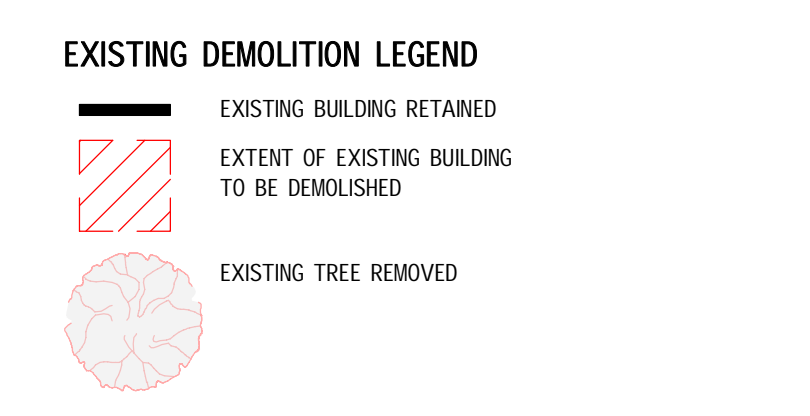 EXISTING DEMOLITION LEGEND
EXISTING BUILDING RETAINED
EXTENT OF EXISTING BUILDING
TO BE DEMOLISHED
EXISTING TREE REMOVED